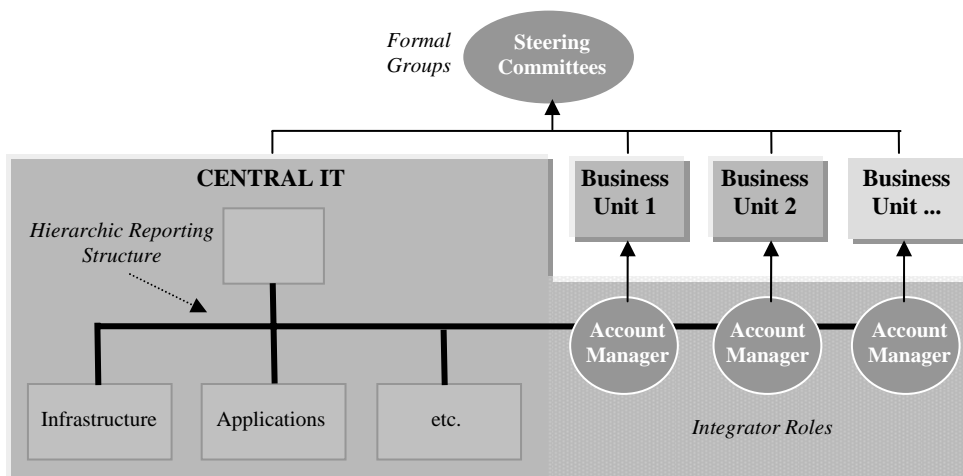 Formal
Groups
Steering
Committees
CENTRAL IT
Business
Unit 1
Business
Unit 2
Business
Unit ...
Hierarchic Reporting
Structure
Account
Manager
Account
Manager
Account
Manager
Infrastructure
Applications
etc.
Integrator Roles